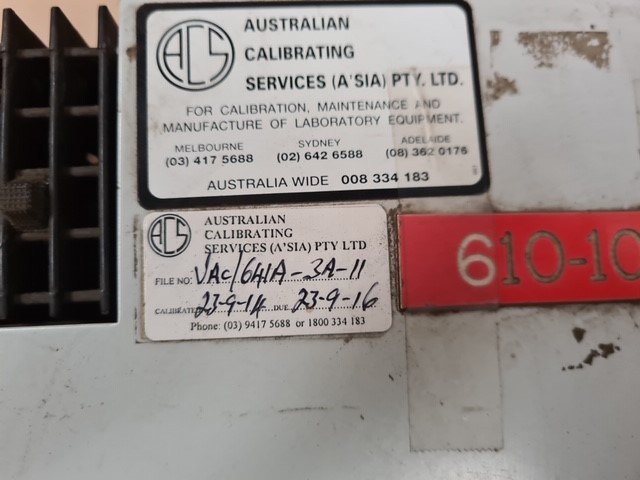 ACS
AUSTRALIAN
CALIBRATING
SERVICES (A'SIA) PTY. LTD.
FOR CALIBRATION, MAINTENANCE AND
MANUFACTURE OF LABORATORY EQUIPMENT.
MELBOURNE SYDNEY ADELAIDE
(03) 417 5688 (02) 642 6588 (08) 362 0176
AUSTRALIA WIDE 008 334 183
ACS
AUSTRALIAN
CALIBRATING
SERVICES (A'SIA) PTY LTD
FILE NO: VAC/641A-3A-11
CALIBRATED 23-9-14 DUE 23-9-16
Phone: (03) 9417 5688 or 1800 334 183
610-10